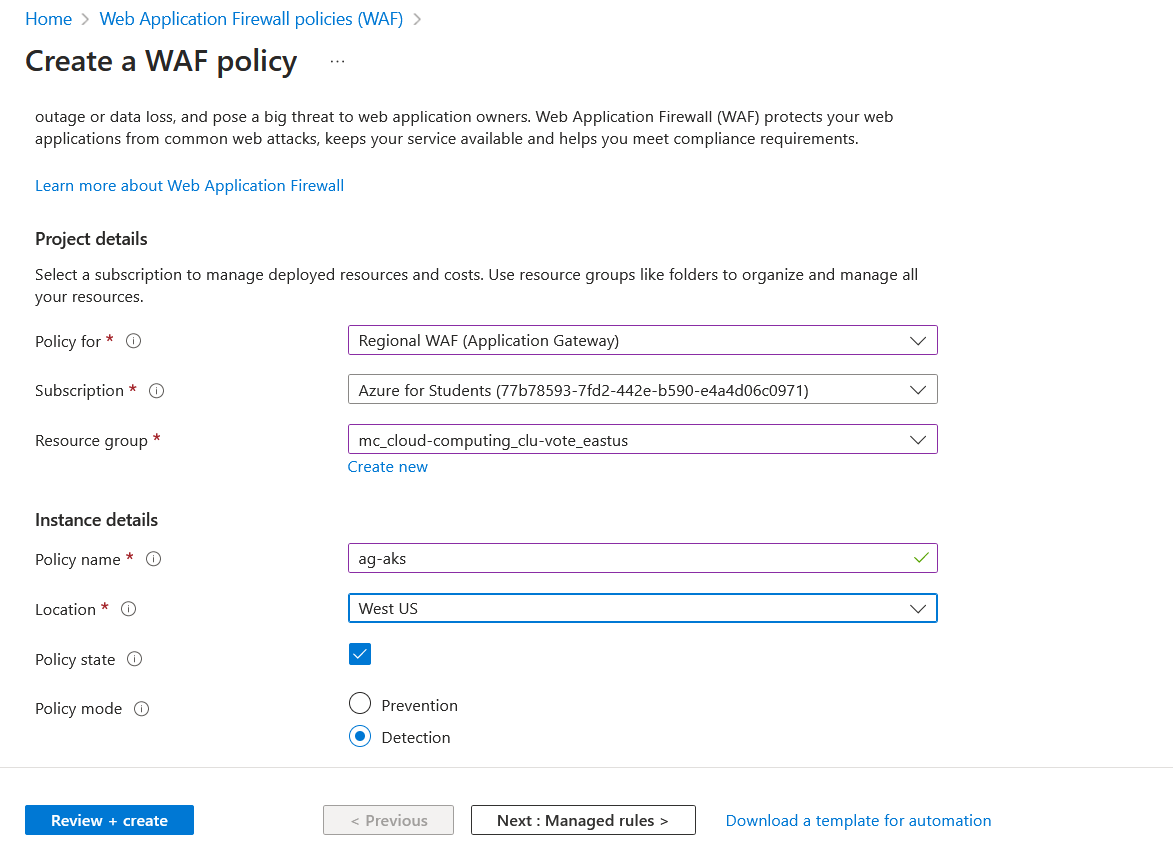 Home > Web Application Firewall policies (WAF) >
Create a WAF policy ...
outage or data loss, and pose a big threat to web application owners. Web Application Firewall (WAF) protects your web
applications from common web attacks, keeps your service available and helps you meet compliance requirements.
Learn more about Web Application Firewall
Project details
Select a subscription to manage deployed resources and costs. Use resource groups like folders to organize and manage all
your resources.
Policy for * Regional WAF (Application Gateway)
Subscription * Azure for Students (77b78593-7fd2-442e-b590-e4a4d06c0971)
Resource group * mc_cloud-computing_clu-vote_eastus
Create new
Instance details
Policy name * ag-aks
Location * West US
Policy state
Policy mode Prevention
Detection
Review + create < Previous Next : Managed rules > Download a template for automation